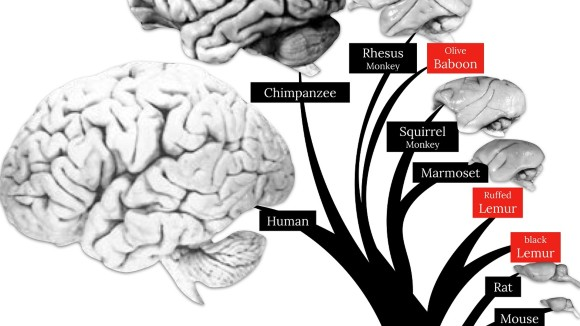 Rhesus
Monkey
Olive
Baboon
Chimpanzee
Squirrel
Monkey
Marmoset
Ruffed
Lemur
Human
black
Lemur
Rat
Mouse